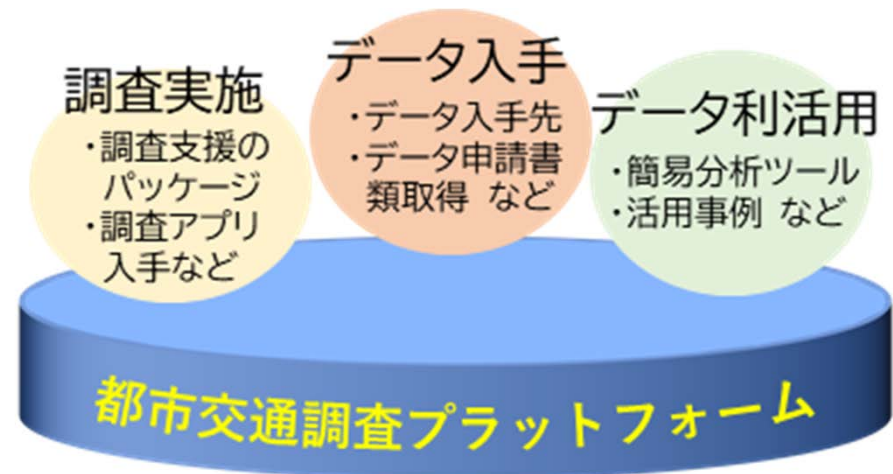 調査実施
・調査支援の
パッケージ
・調査アプリ
入手など
データ入手
・データ入手先
・データ申請書
類取得 など
データ利活用
・簡易分析ツール
・活用事例 など
都市交通調査プラットフォーム